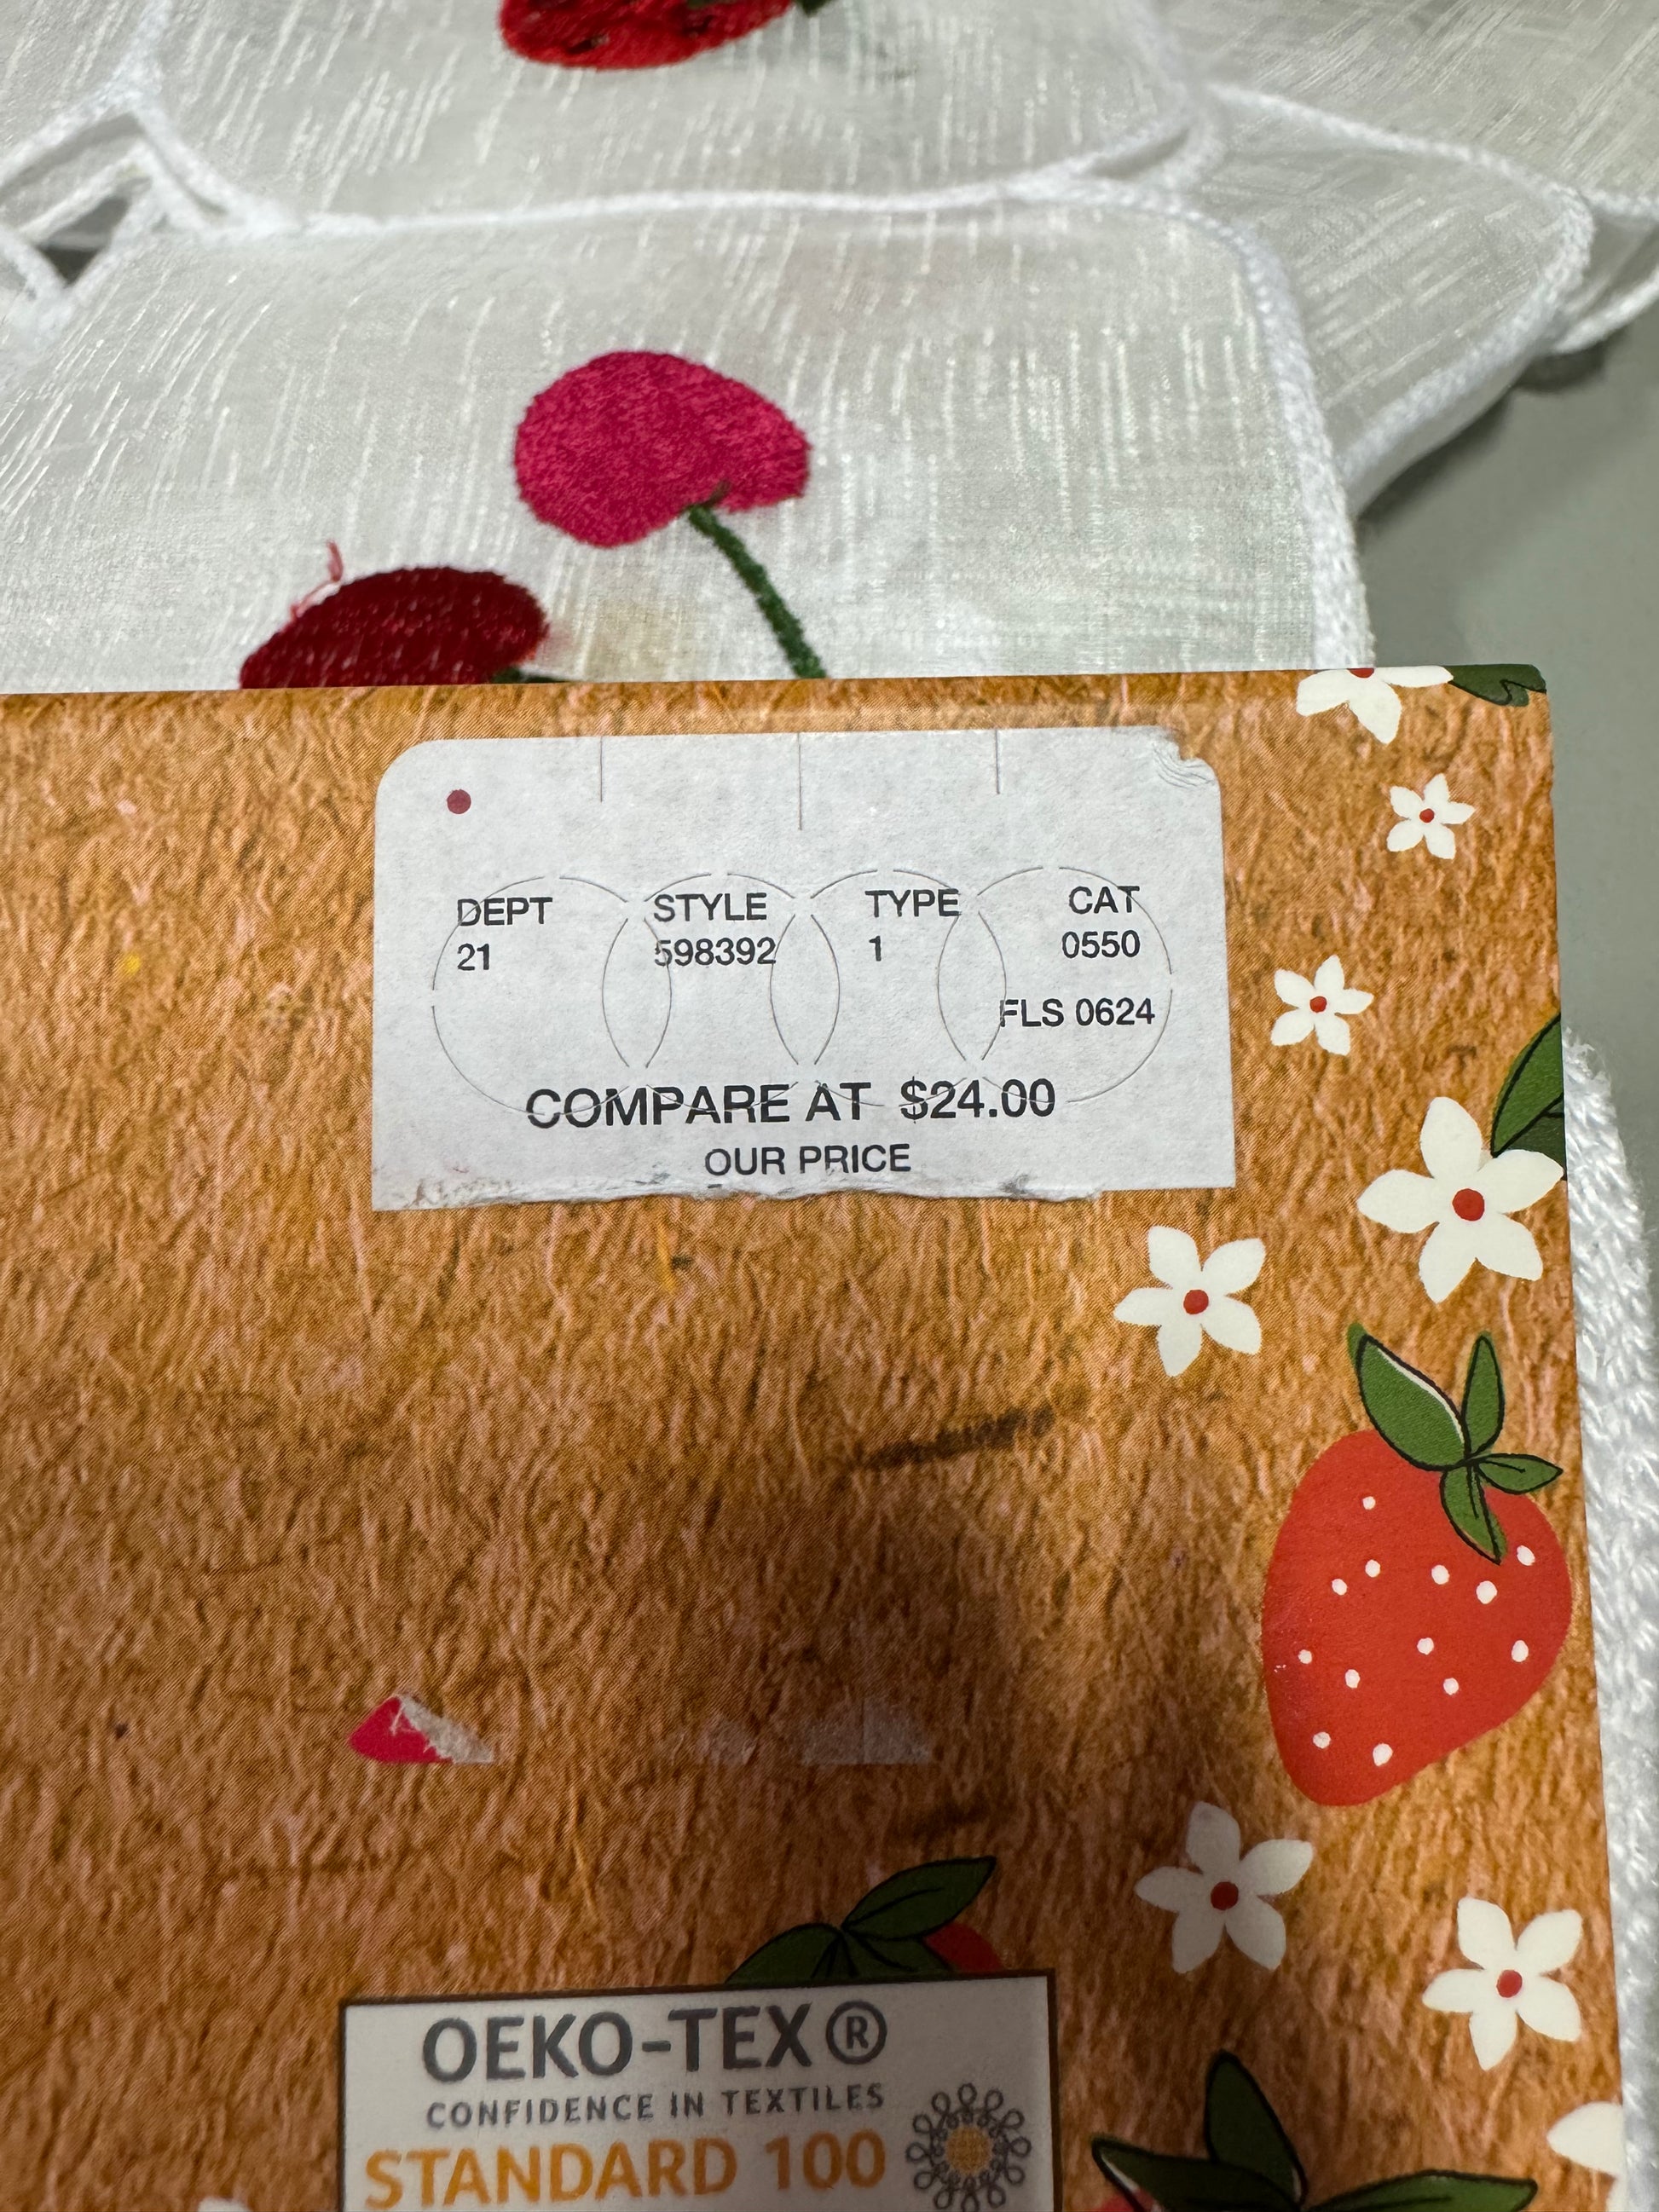 DEPT STYLE TYPE CAT
21 598392 1 0550
FLS 0624
COMPARE AT $24.00
OUR PRICE
OEKO-TEX®
CONFIDENCE IN TEXTILES
STANDARD 100